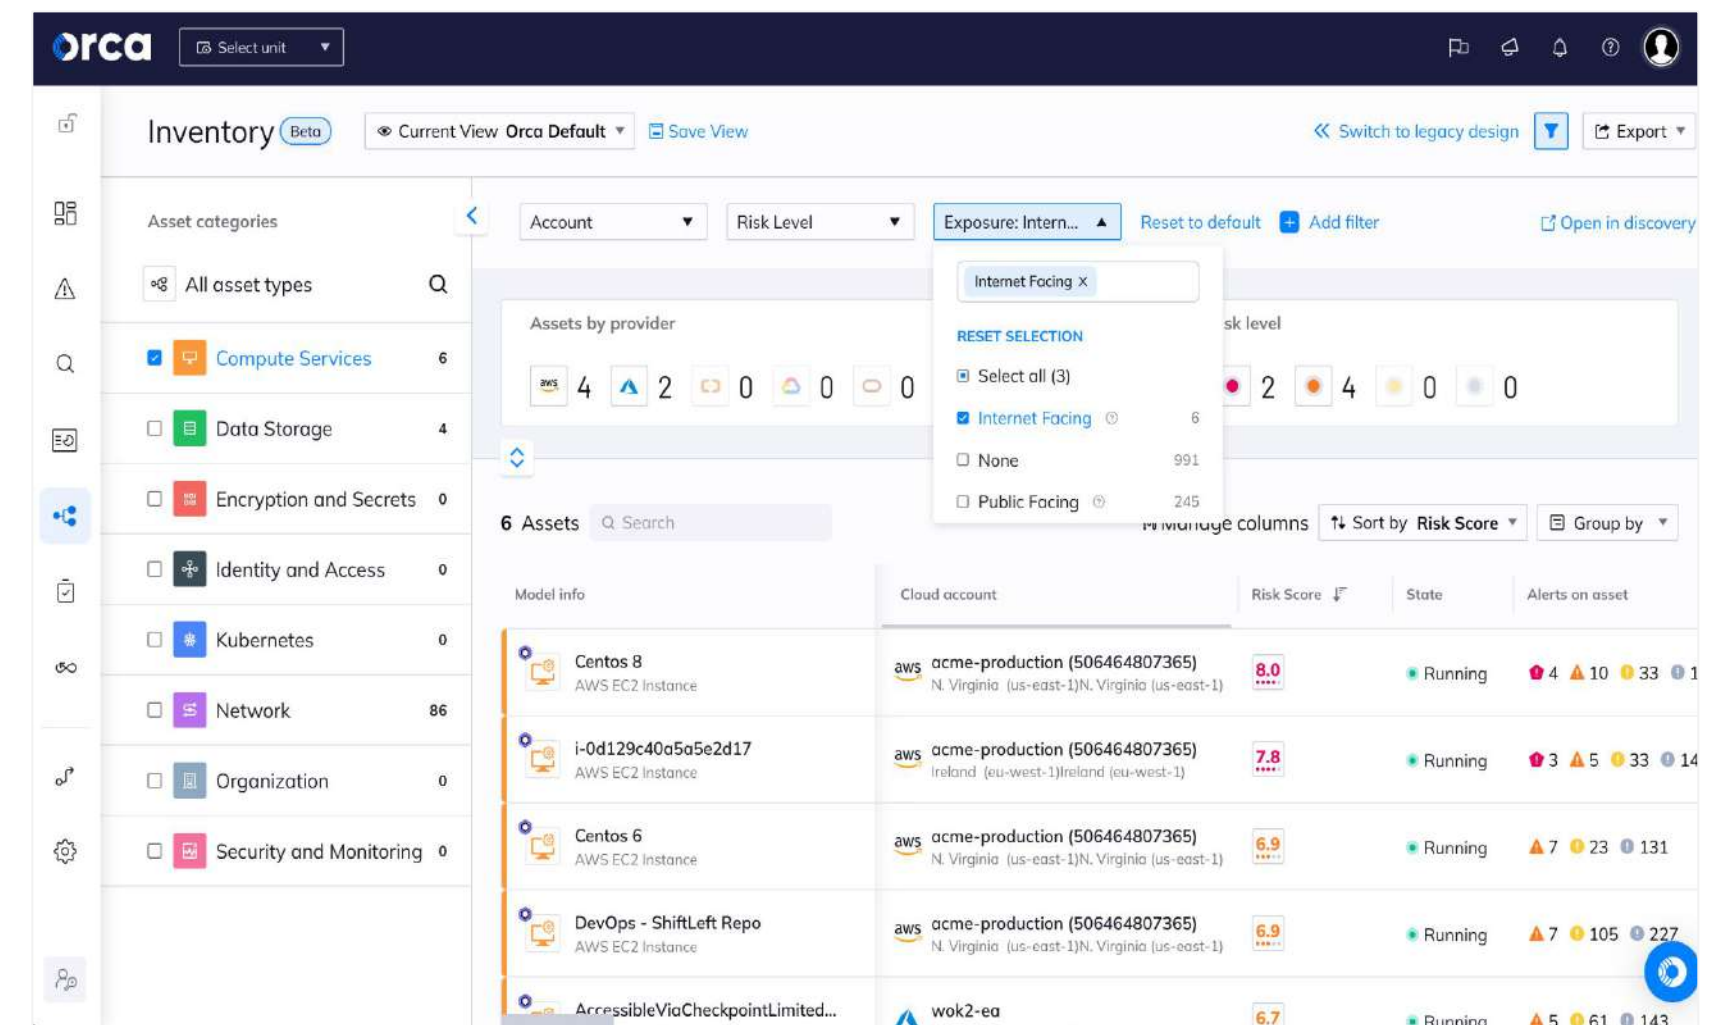 orca
Select unit
Inventory Beta
Current View Orca Default
Save View
Switch to legacy design
Export
Asset categories
Account
Risk Level
Exposure: Intern...
Reset to default
Add filter
Open in discovery
All asset types
Internet Facing X
RESET SELECTION
Select all (3)
Internet Facing 6
None 991
Public Facing 245
Compute Services 6
Data Storage 4
Encryption and Secrets 0
Identity and Access 0
Kubernetes 0
Network 86
Organization 0
Security and Monitoring 0
Assets by provider
aws 4 2 0 0 0
sk level
2 4 0 0
6 Assets
Search
Manage columns
Sort by Risk Score
Group by
Model info Cloud account Risk Score State Alerts on asset
Centos 8
AWS EC2 Instance
aws acme-production (506464807365)
N. Virginia (us-east-1)N. Virginia (us-east-1)
8.0
Running
4 10 33 1
i-0d129c40a5a5e2d17
AWS EC2 Instance
aws acme-production (506464807365)
Ireland (eu-west-1)Ireland (eu-west-1)
7.8
Running
3 5 33 14
Centos 6
AWS EC2 Instance
aws acme-production (506464807365)
N. Virginia (us-east-1)N. Virginia (us-east-1)
6.9
Running
7 23 131
DevOps - ShiftLeft Repo
AWS EC2 Instance
aws acme-production (506464807365)
N. Virginia (us-east-1)N. Virginia (us-east-1)
6.9
Running
7 105 227
AccessibleViaCheckpointLimited...
wok2-ea
6.7
Running
5 61 143